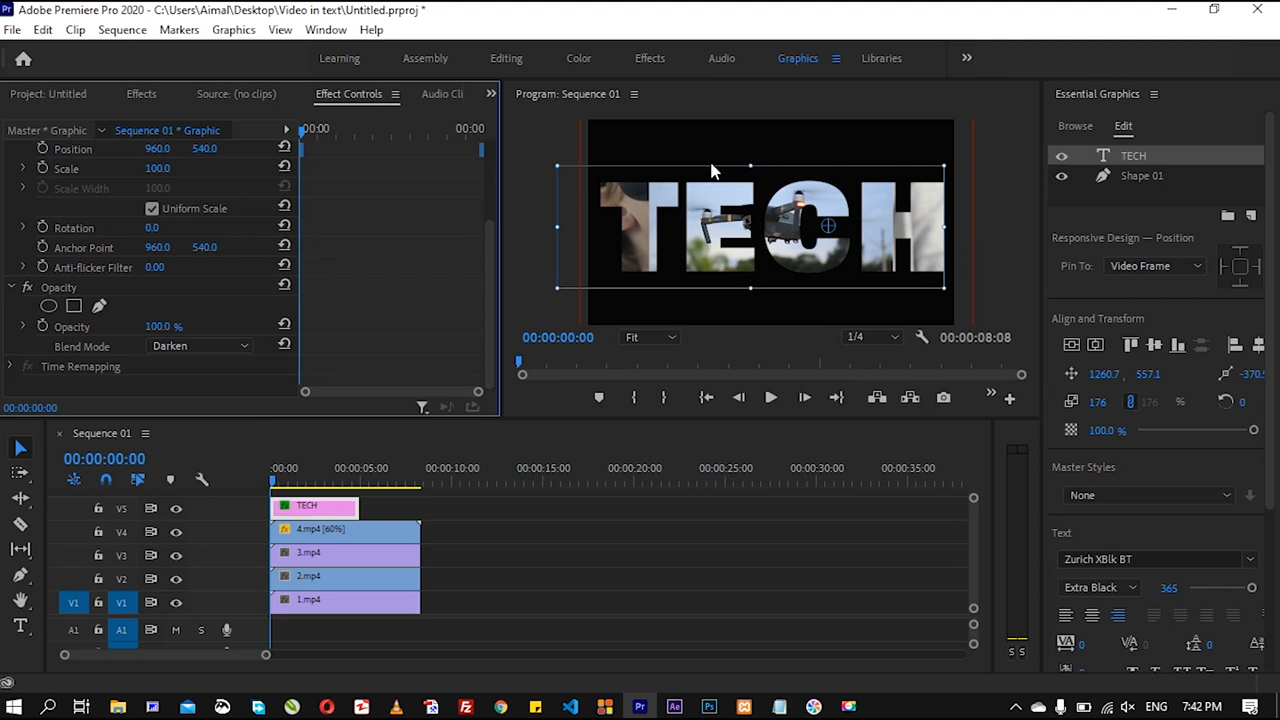 Adobe Premiere Pro 2020 - C:\Users\Aimal\Desktop\Video in text\Untitled.prproj *
File Edit Clip Sequence Markers Graphics View Window Help
Learning Assembly Editing Color Effects Audio Graphics Libraries
Project: Untitled Effects Source: (no clips) Effect Controls Audio Cli
Master * Graphic Sequence 01 * Graphic :00:00 00:00
Position 960.0 540.0
Scale 100.0
Scale Width 100.0
Uniform Scale
Rotation 0.0
Anchor Point 960.0 540.0
Anti-flicker Filter 0.00
Opacity
Opacity 100.0 %
Blend Mode Darken
Time Remapping
00:00:00:00
Program: Sequence 01
TECH
00:00:00:00 Fit 1/4 00:00:08:08
Essential Graphics
Browse Edit
TECH
Shape 01
Responsive Design — Position
Pin To: Video Frame
Align and Transform
1260.7 , 557.1 -370.5
176 176 % 0
100.0 %
Master Styles
None
Text
Zurich XBlk BT
Extra Black 365
0 0 0
Sequence 01
00:00:00:00
:00:00 00:00:05:00 00:00:10:00 00:00:15:00 00:00:20:00 00:00:25:00 00:00:30:00 00:00:35:00
V5 TECH
V4 4.mp4 [60%]
V3 3.mp4
V2 2.mp4
V1 V1 1.mp4
A1 A1 M S
S S
ENG 7:42 PM